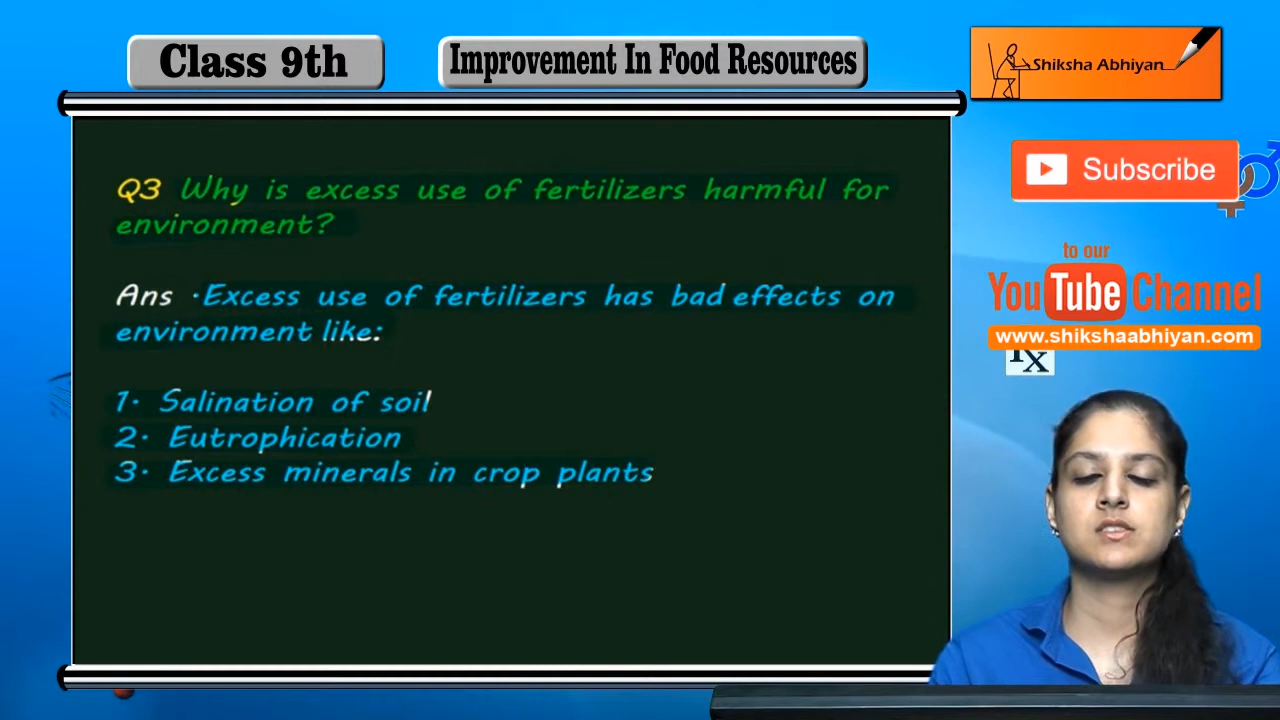 Class 9th
Improvement In Food Resources
Shiksha Abhiyan
Subscribe
Q3 Why is excess use of fertilizers harmful for
environment?
to our
YouTube Channel
www.shikshaabhiyan.com
Ans ·Excess use of fertilizers has bad effects on
environment like:
1. Salination of soil
2. Eutrophication
3. Excess minerals in crop plants